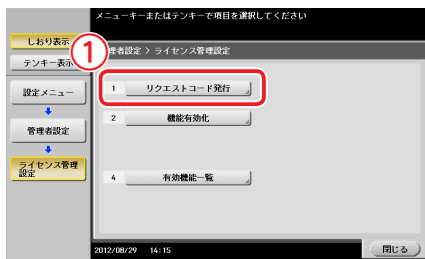 メニューキーまたはテンキーで項目を選択してください
しおり表示
1
理者設定 > ライセンス管理設定
テンキー表示
設定メニュー
1 リクエストコード発行
2 機能有効化
管理者設定
ライセンス管理
設定
4 有効機能一覧
2012/08/29 14:15
閉じる